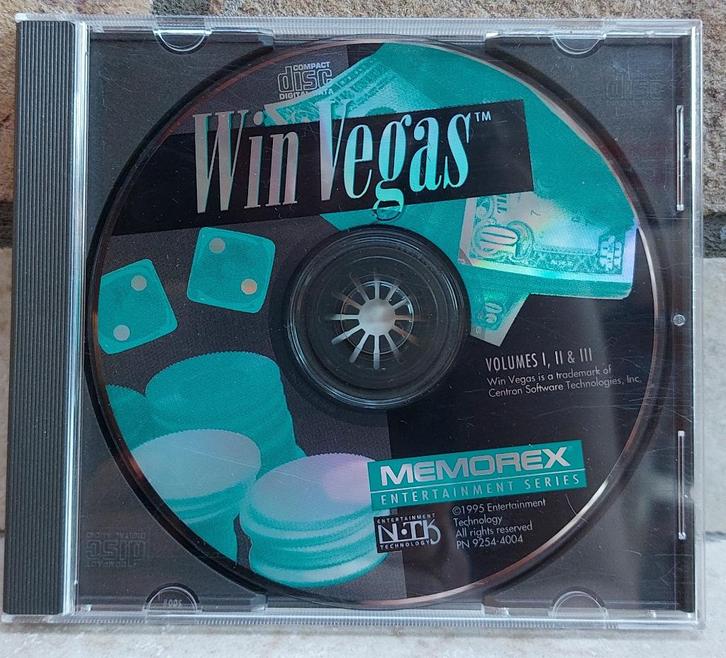 COMPACT
disc
DIGITAL DATA
Win Vegas™
VOLUMES I, II & III
Win Vegas is a trademark of
Centron Software Technologies, Inc.
MEMOREX
ENTERTAINMENT SERIES
ENTERTAINMENT
N·TK
TECHNOLOGY
©1995 Entertainment
Technology
All rights reserved
PN 9254-4004